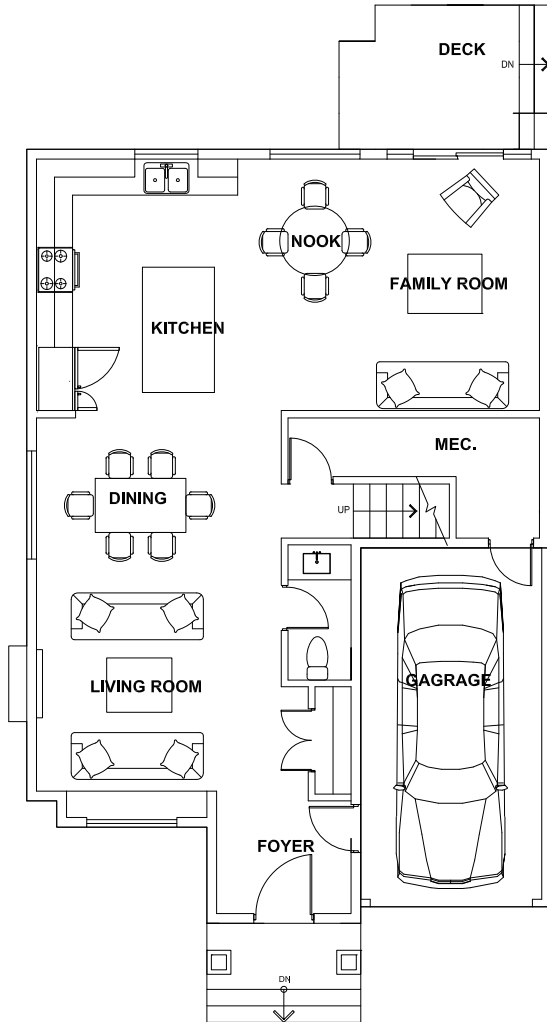 DECK
DN
NOOK
FAMILY ROOM
KITCHEN
MEC.
DINING
UP
LIVING ROOM
GAGRAGE
FOYER
DN